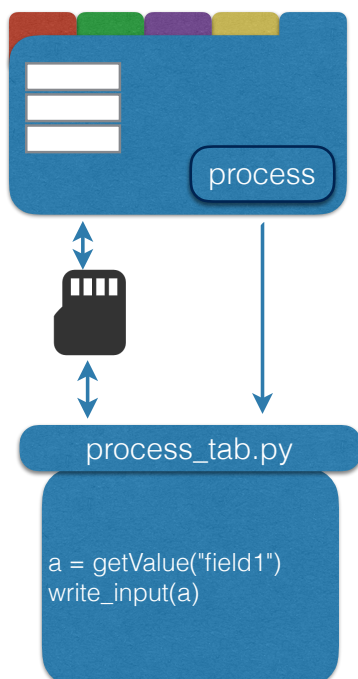 process
process_tab.py
a = getValue("field1")
write_input(a)